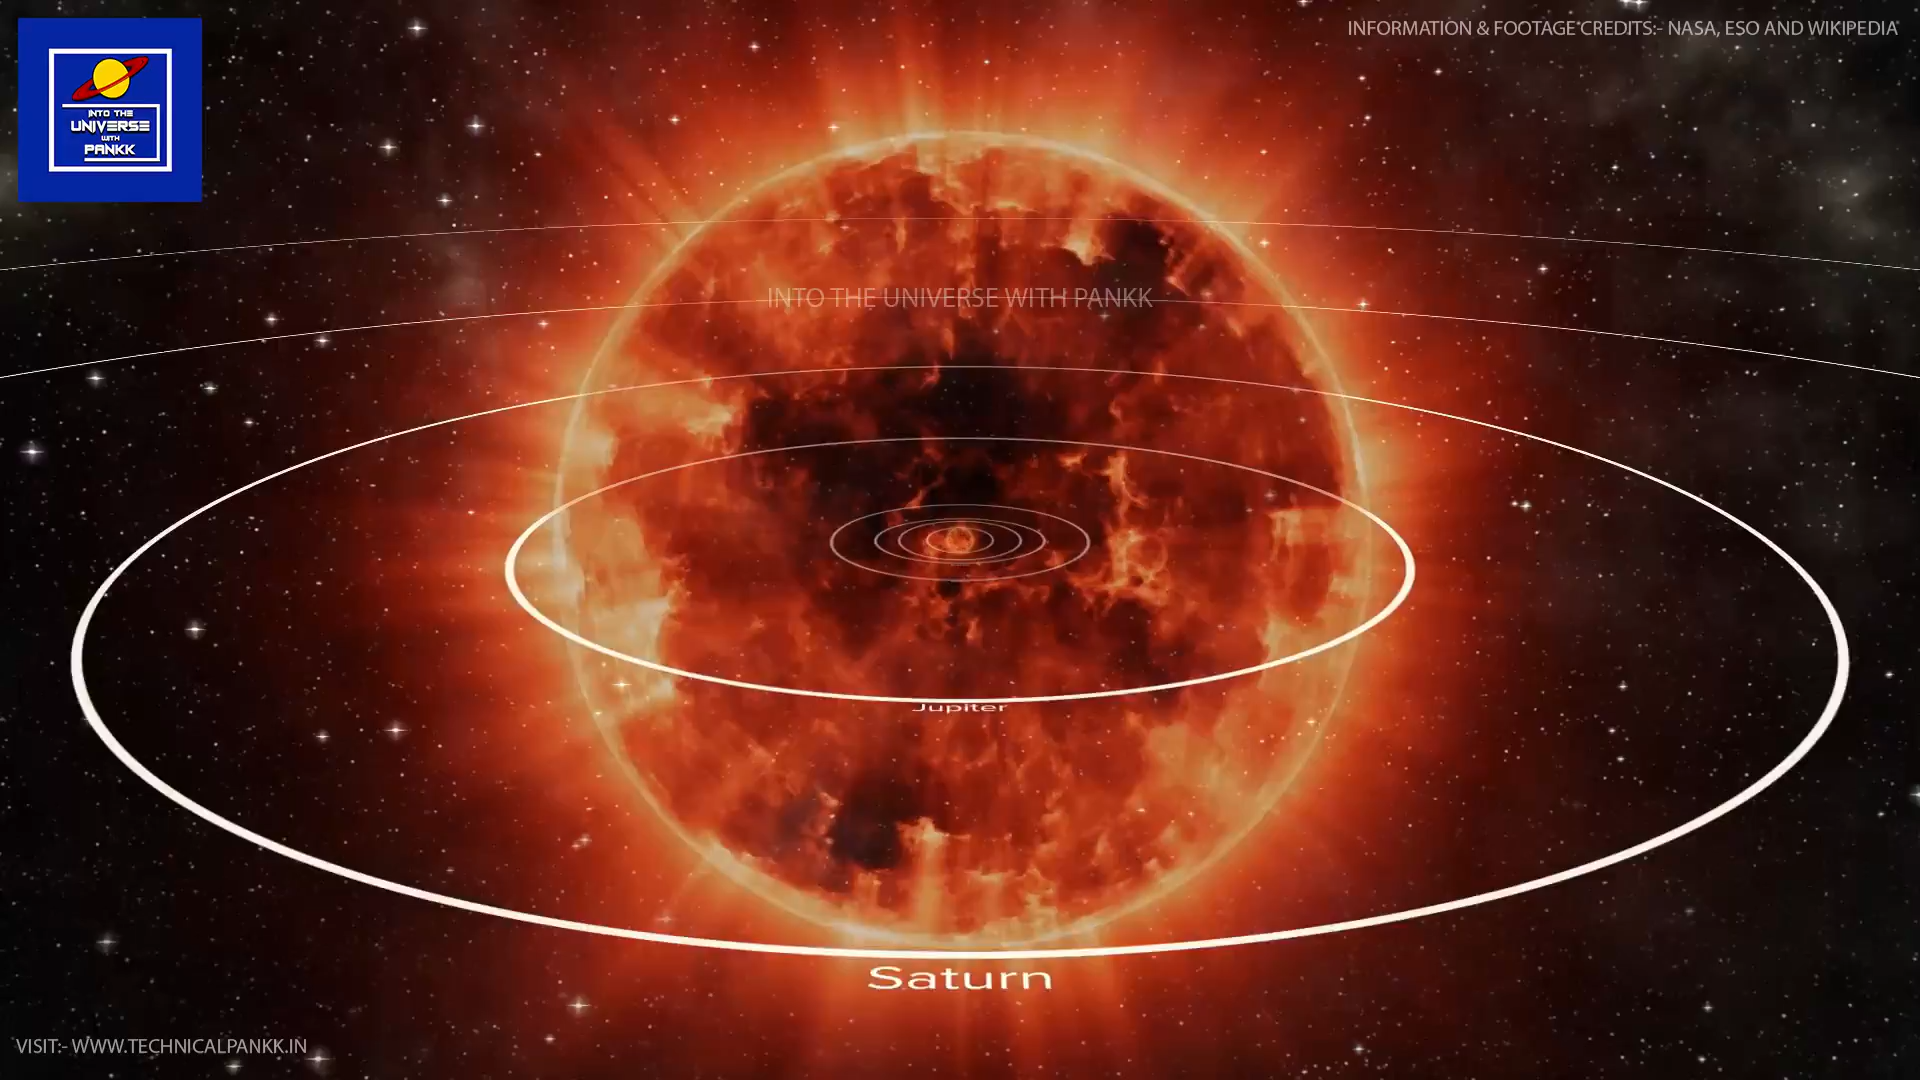 INFORMATION & FOOTAGE CREDITS:- NASA, ESO AND WIKIPEDIA
INTO THE
UNIVERSE
WITH
PANKK
INTO THE UNIVERSE WITH PANKK
Jupiter
Saturn
VISIT:- WWW.TECHNICALPANKK.IN